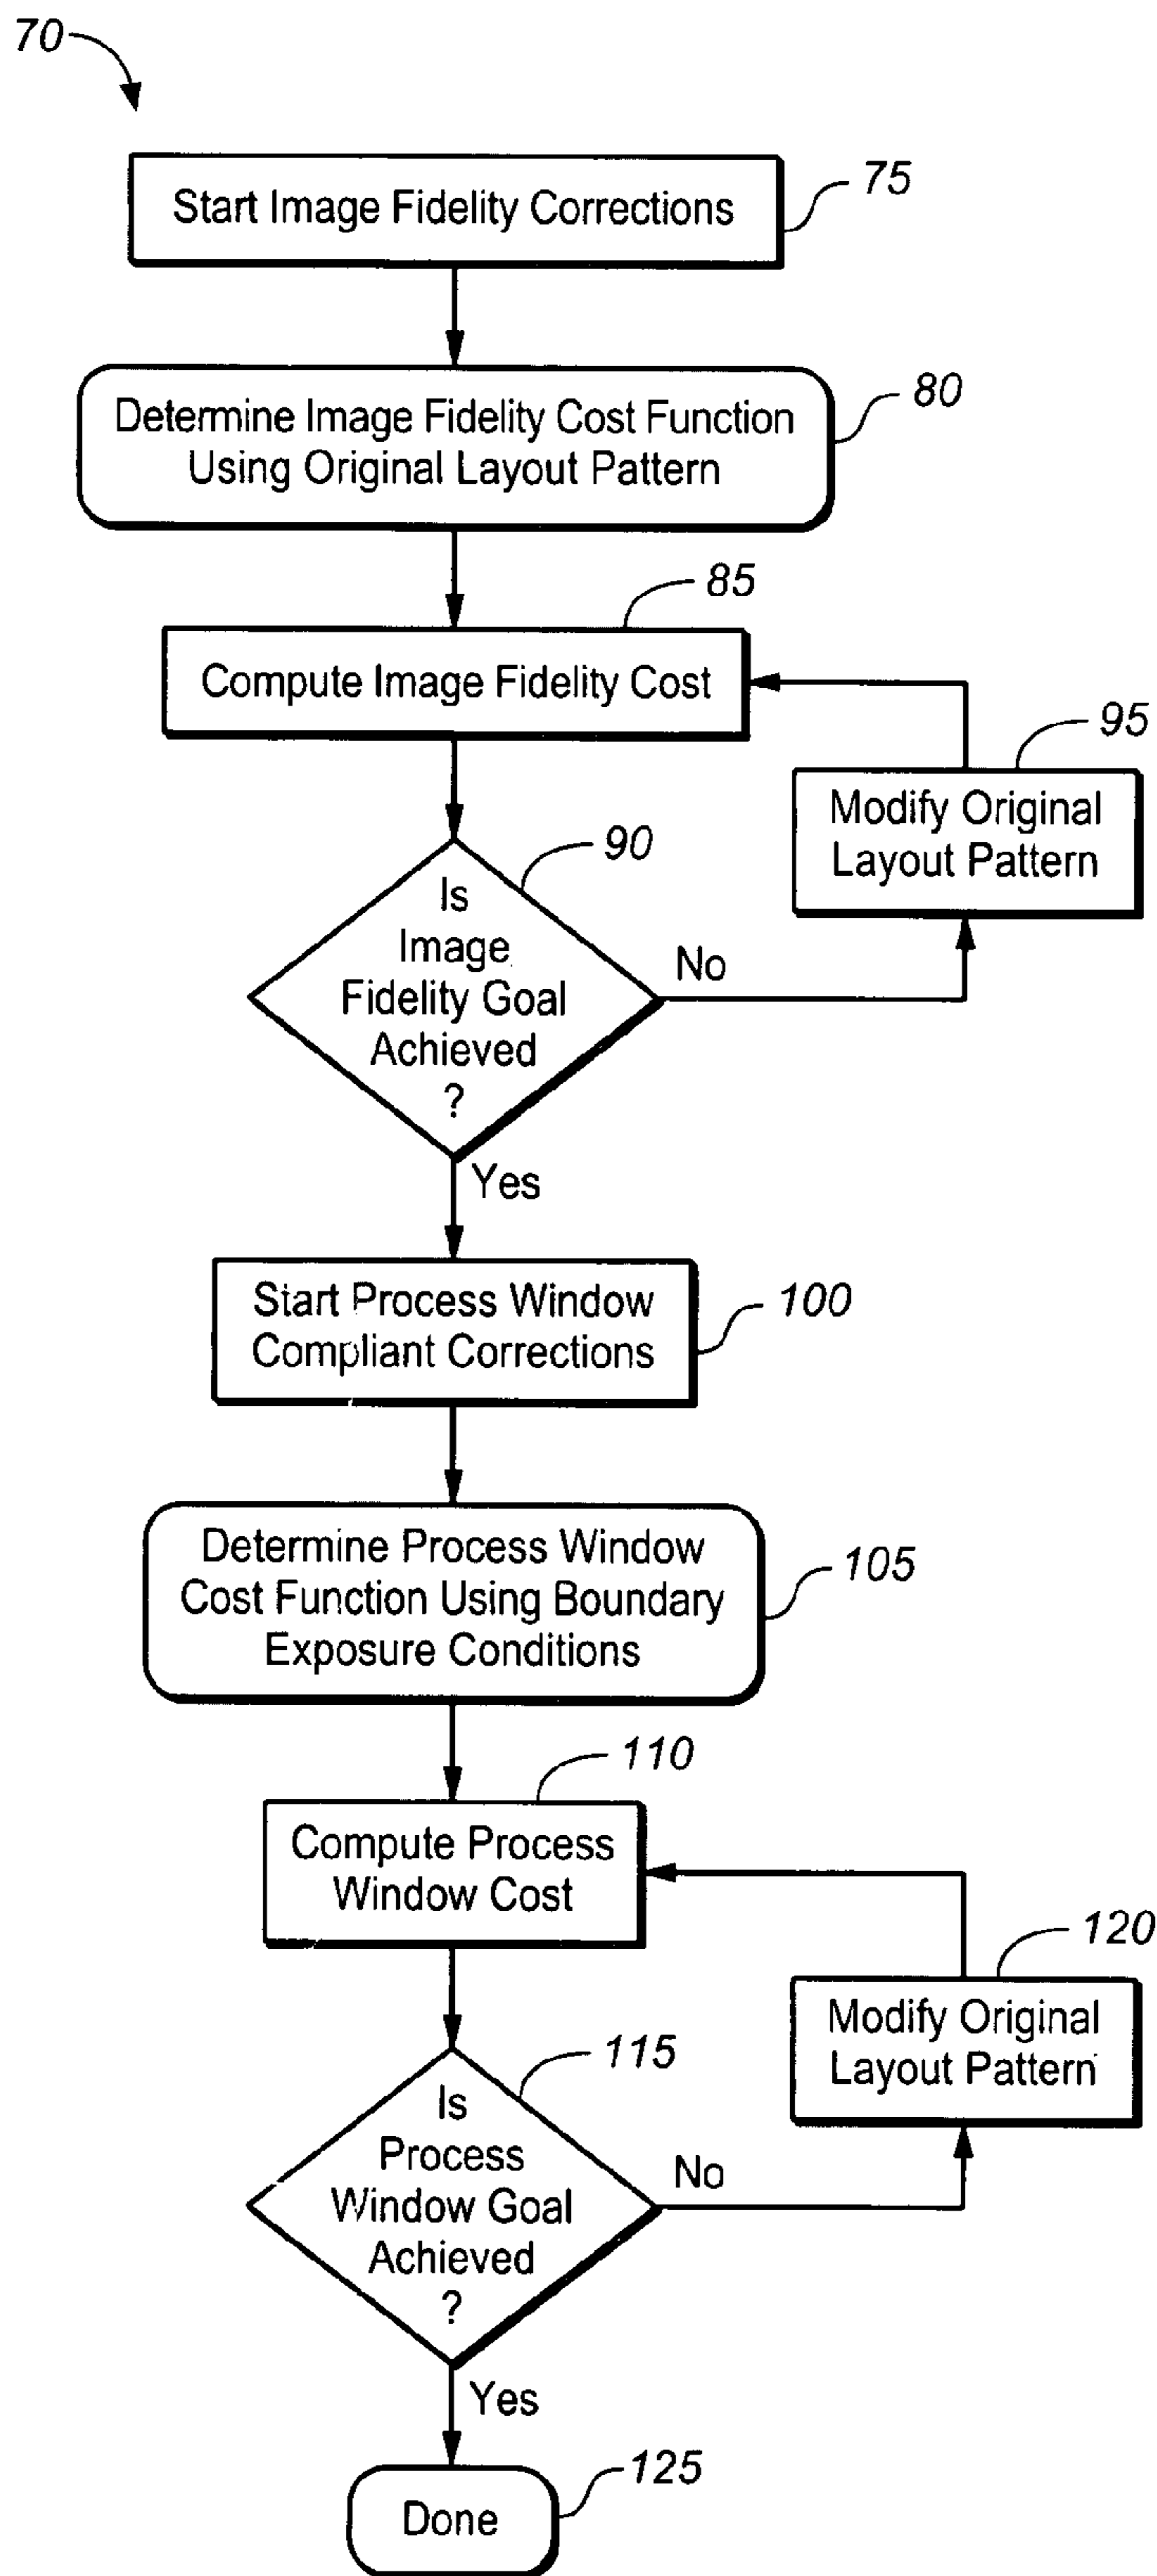 70
Start Image Fidelity Corrections
75
Determine Image Fidelity Cost Function
Using Original Layout Pattern
80
85
Compute Image Fidelity Cost
95
Modify Original
Layout Pattern
90
Is
Image
Fidelity Goal
Achieved
?
No
Yes
Start Process Window
Compliant Corrections
100
Determine Process Window
Cost Function Using Boundary
Exposure Conditions
105
110
Compute Process
Window Cost
120
Modify Original
Layout Pattern
115
Is
Process
Window Goal
Achieved
?
No
Yes
Done
125